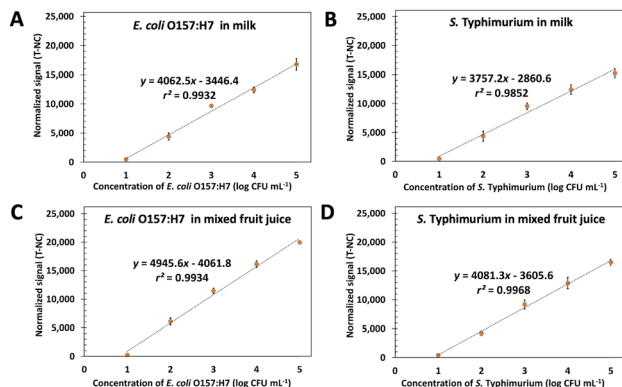 A
E. coli O157:H7 in milk
Normalized signal (T-NC)
25,000
20,000
15,000
10,000
5,000
0
y = 4062.5x - 3446.4
r² = 0.9932
0 1 2 3 4 5
Concentration of E. coli O157:H7 (log CFU mL⁻¹)
B
S. Typhimurium in milk
Normalized signal (T-NC)
25,000
20,000
15,000
10,000
5,000
0
y = 3757.2x - 2860.6
r² = 0.9852
0 1 2 3 4 5
Concentration of S. Typhimurium (log CFU mL⁻¹)
C
E. coli O157:H7 in mixed fruit juice
Normalized signal (T-NC)
25,000
20,000
15,000
10,000
5,000
0
y = 4945.6x - 4061.8
r² = 0.9934
0 1 2 3 4 5
Concentration of E. coli O157:H7 (log CFU mL⁻¹)
D
S. Typhimurium in mixed fruit juice
Normalized signal (T-NC)
25,000
20,000
15,000
10,000
5,000
0
y = 4081.3x - 3605.6
r² = 0.9968
0 1 2 3 4 5
Concentration of S. Typhimurium (log CFU mL⁻¹)